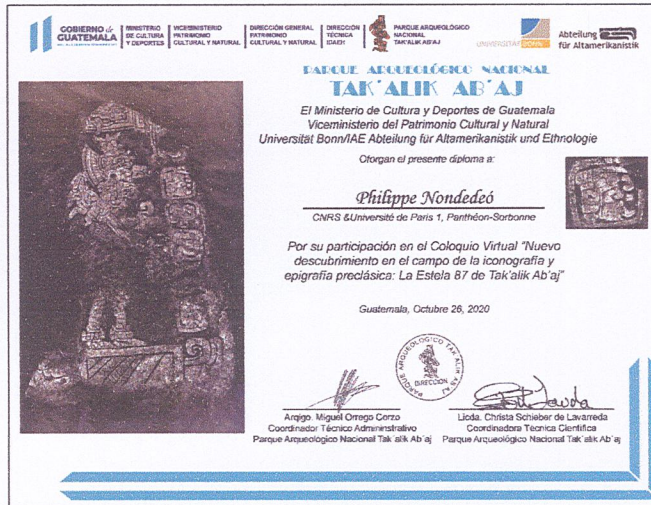 GOBIERNO de
GUATEMALA
MINISTERIO
DE CULTURA
Y DEPORTES
VICEMINISTERIO
PATRIMONIO
CULTURAL Y NATURAL
DIRECCIÓN GENERAL
PATRIMONIO
CULTURAL Y NATURAL
DIRECCIÓN
TÉCNICA
IDAEH
PARQUE ARQUEOLÓGICO
NACIONAL
TAK'ALIK AB'AJ
UNIVERSITÄT BONN
Abteilung
für Altamerikanistik
PARQUE ARQUEOLÓGICO NACIONAL
TAK´ALIK AB´AJ
El Ministerio de Cultura y Deportes de Guatemala
Viceministerio del Patrimonio Cultural y Natural
Universität Bonn/IAE Abteilung für Altamerikanistik und Ethnologie
Otorgan el presente diploma a:
Philippe Nondedeó
CNRS &Université de Paris 1, Panthéon-Sorbonne
Por su participación en el Coloquio Virtual "Nuevo
descubrimiento en el campo de la iconografía y
epigrafía preclásica: La Estela 87 de Tak'alik Ab'aj"
Guatemala, Octubre 26, 2020
PARQUE ARQUEOLOGICO TAK'ALIK AB'AJ
DIRECCIÓN
Arqlgo. Miguel Orrego Corzo
Coordinador Técnico Administrativo
Parque Arqueológico Nacional Tak´alik Ab´aj
Licda. Christa Schieber de Lavarreda
Coordinadora Técnica Científica
Parque Arqueológico Nacional Tak´alik Ab´aj